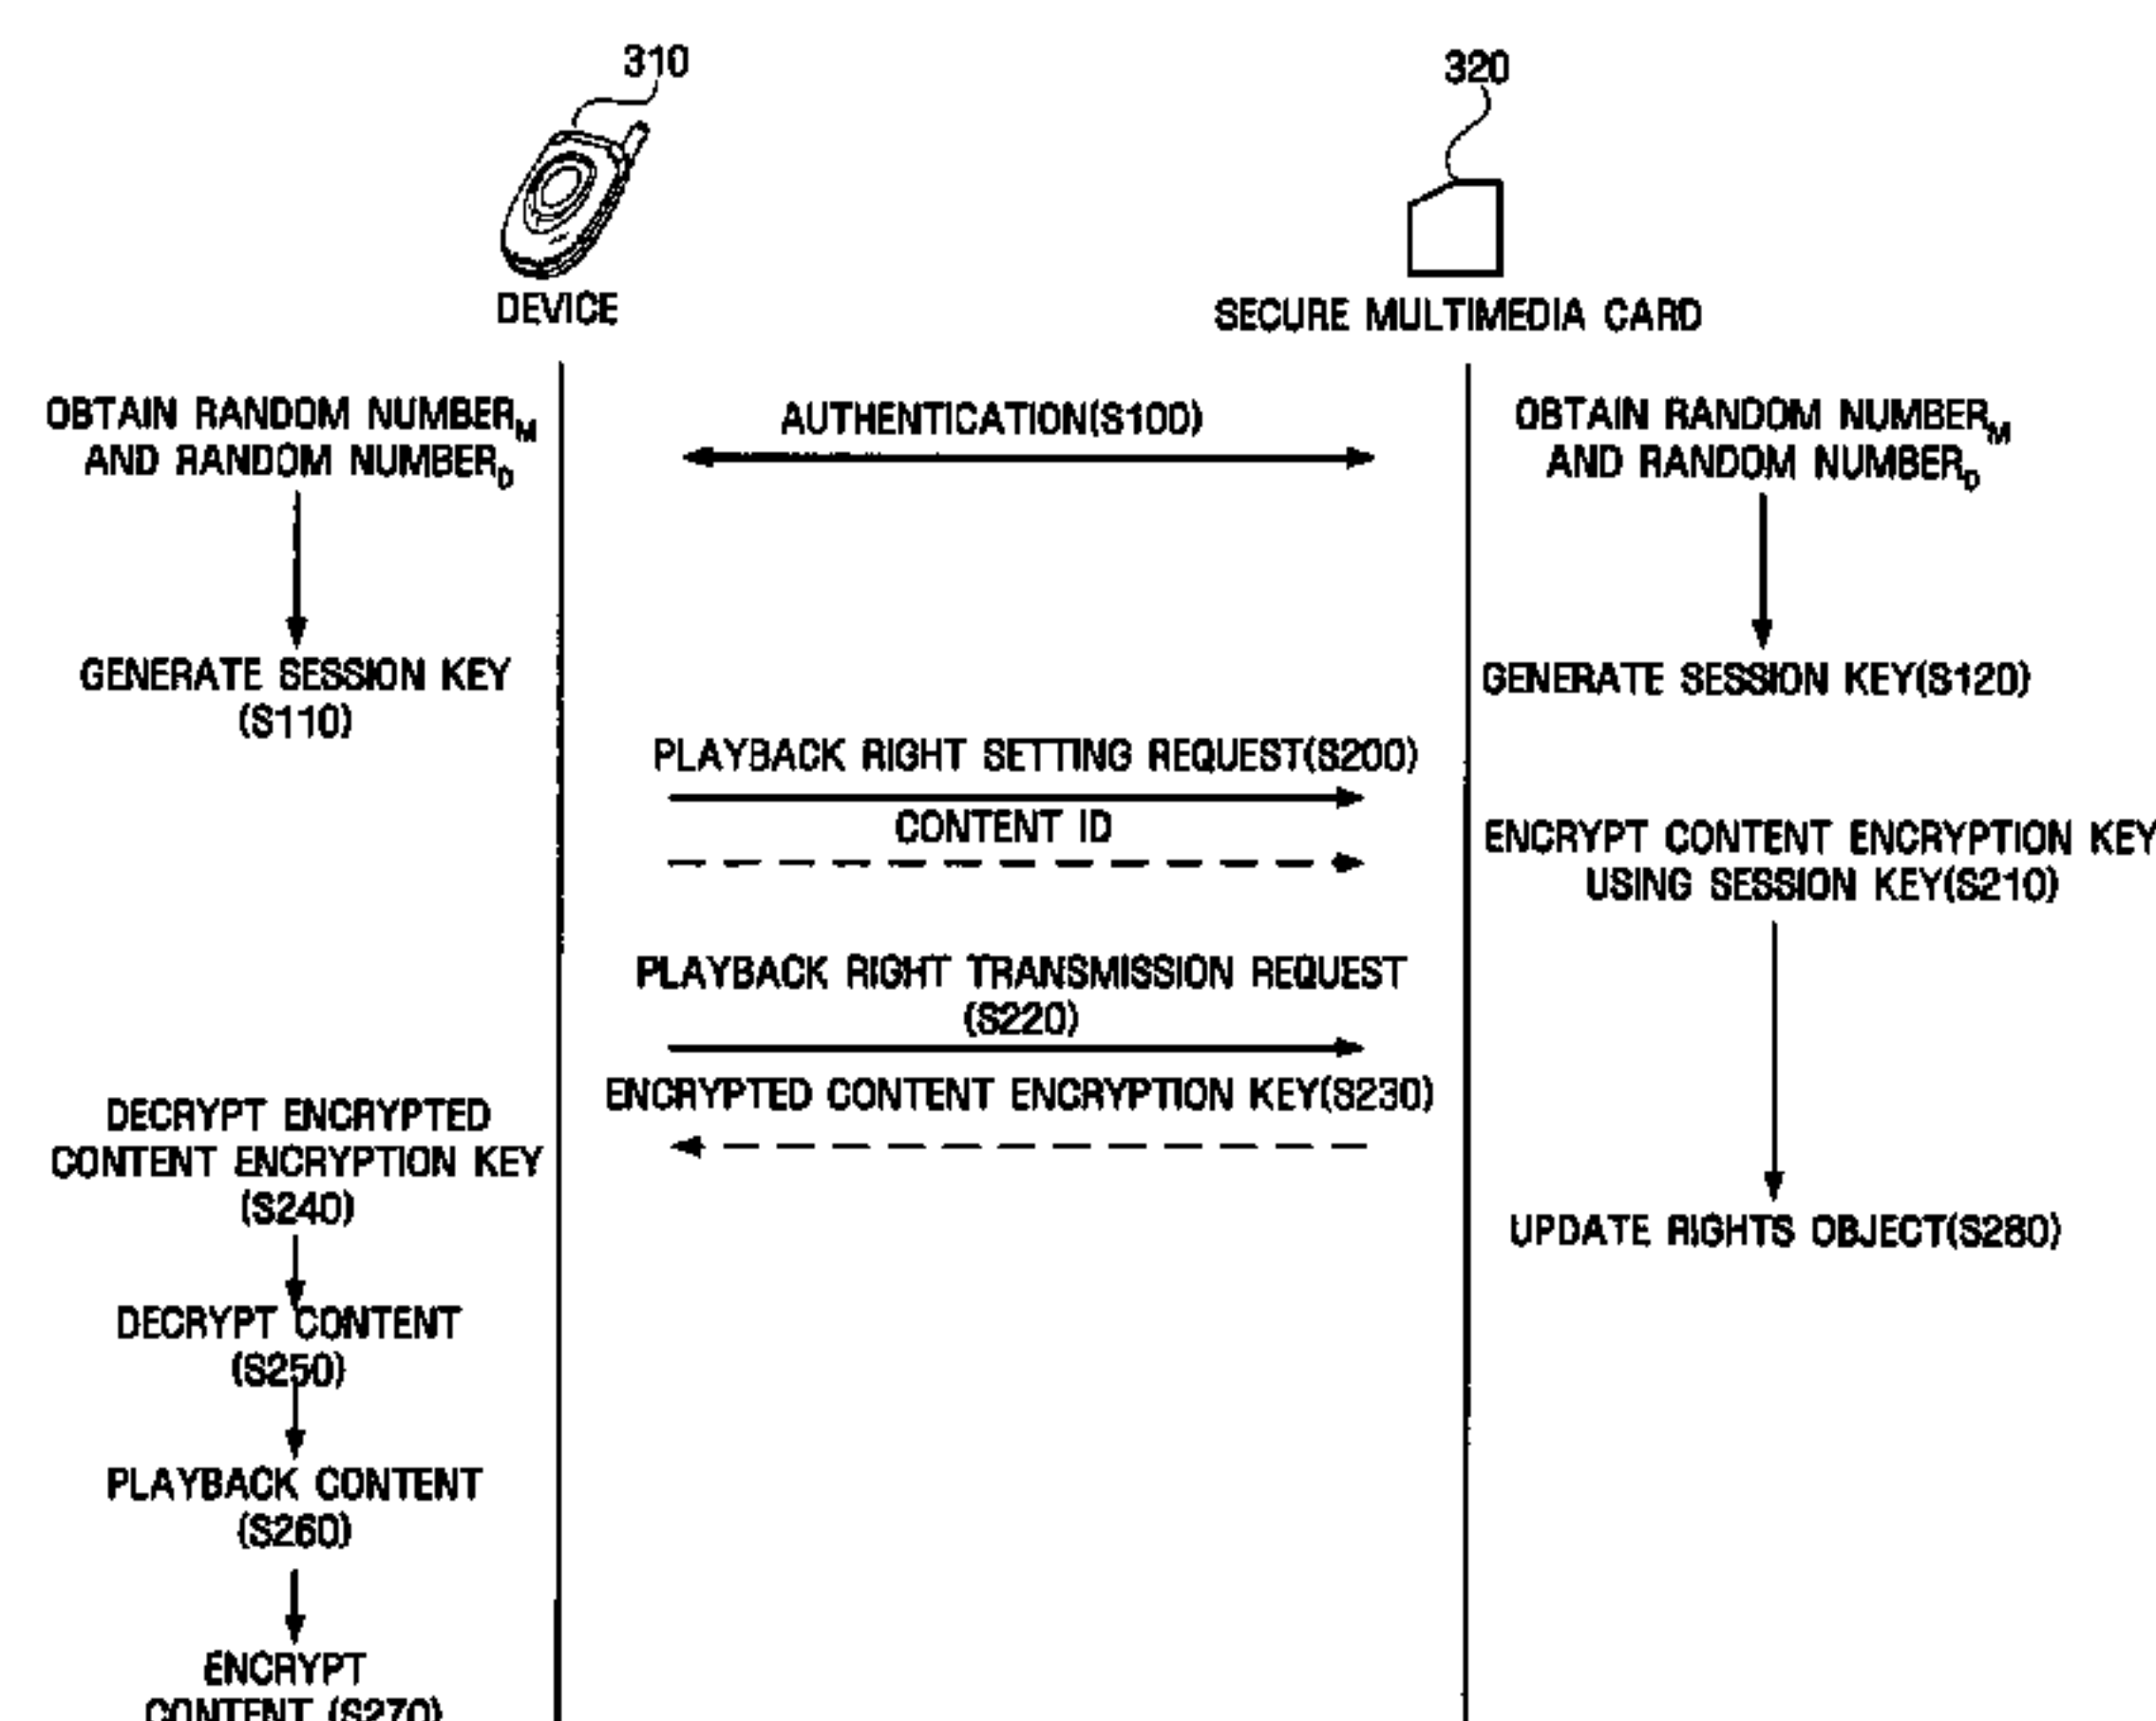 310
320
DEVICE
SECURE MULTIMEDIA CARD
OBTAIN RANDOM NUMBERM
AND RANDOM NUMBERD
AUTHENTICATION(S100)
OBTAIN RANDOM NUMBERM
AND RANDOM NUMBERD
GENERATE SESSION KEY
(S110)
GENERATE SESSION KEY(S120)
PLAYBACK RIGHT SETTING REQUEST(S200)
CONTENT ID
ENCRYPT CONTENT ENCRYPTION KEY
USING SESSION KEY(S210)
PLAYBACK RIGHT TRANSMISSION REQUEST
(S220)
ENCRYPTED CONTENT ENCRYPTION KEY(S230)
DECRYPT ENCRYPTED
CONTENT ENCRYPTION KEY
(S240)
UPDATE RIGHTS OBJECT(S280)
DECRYPT CONTENT
(S250)
PLAYBACK CONTENT
(S260)
ENCRYPT
CONTENT (S270)